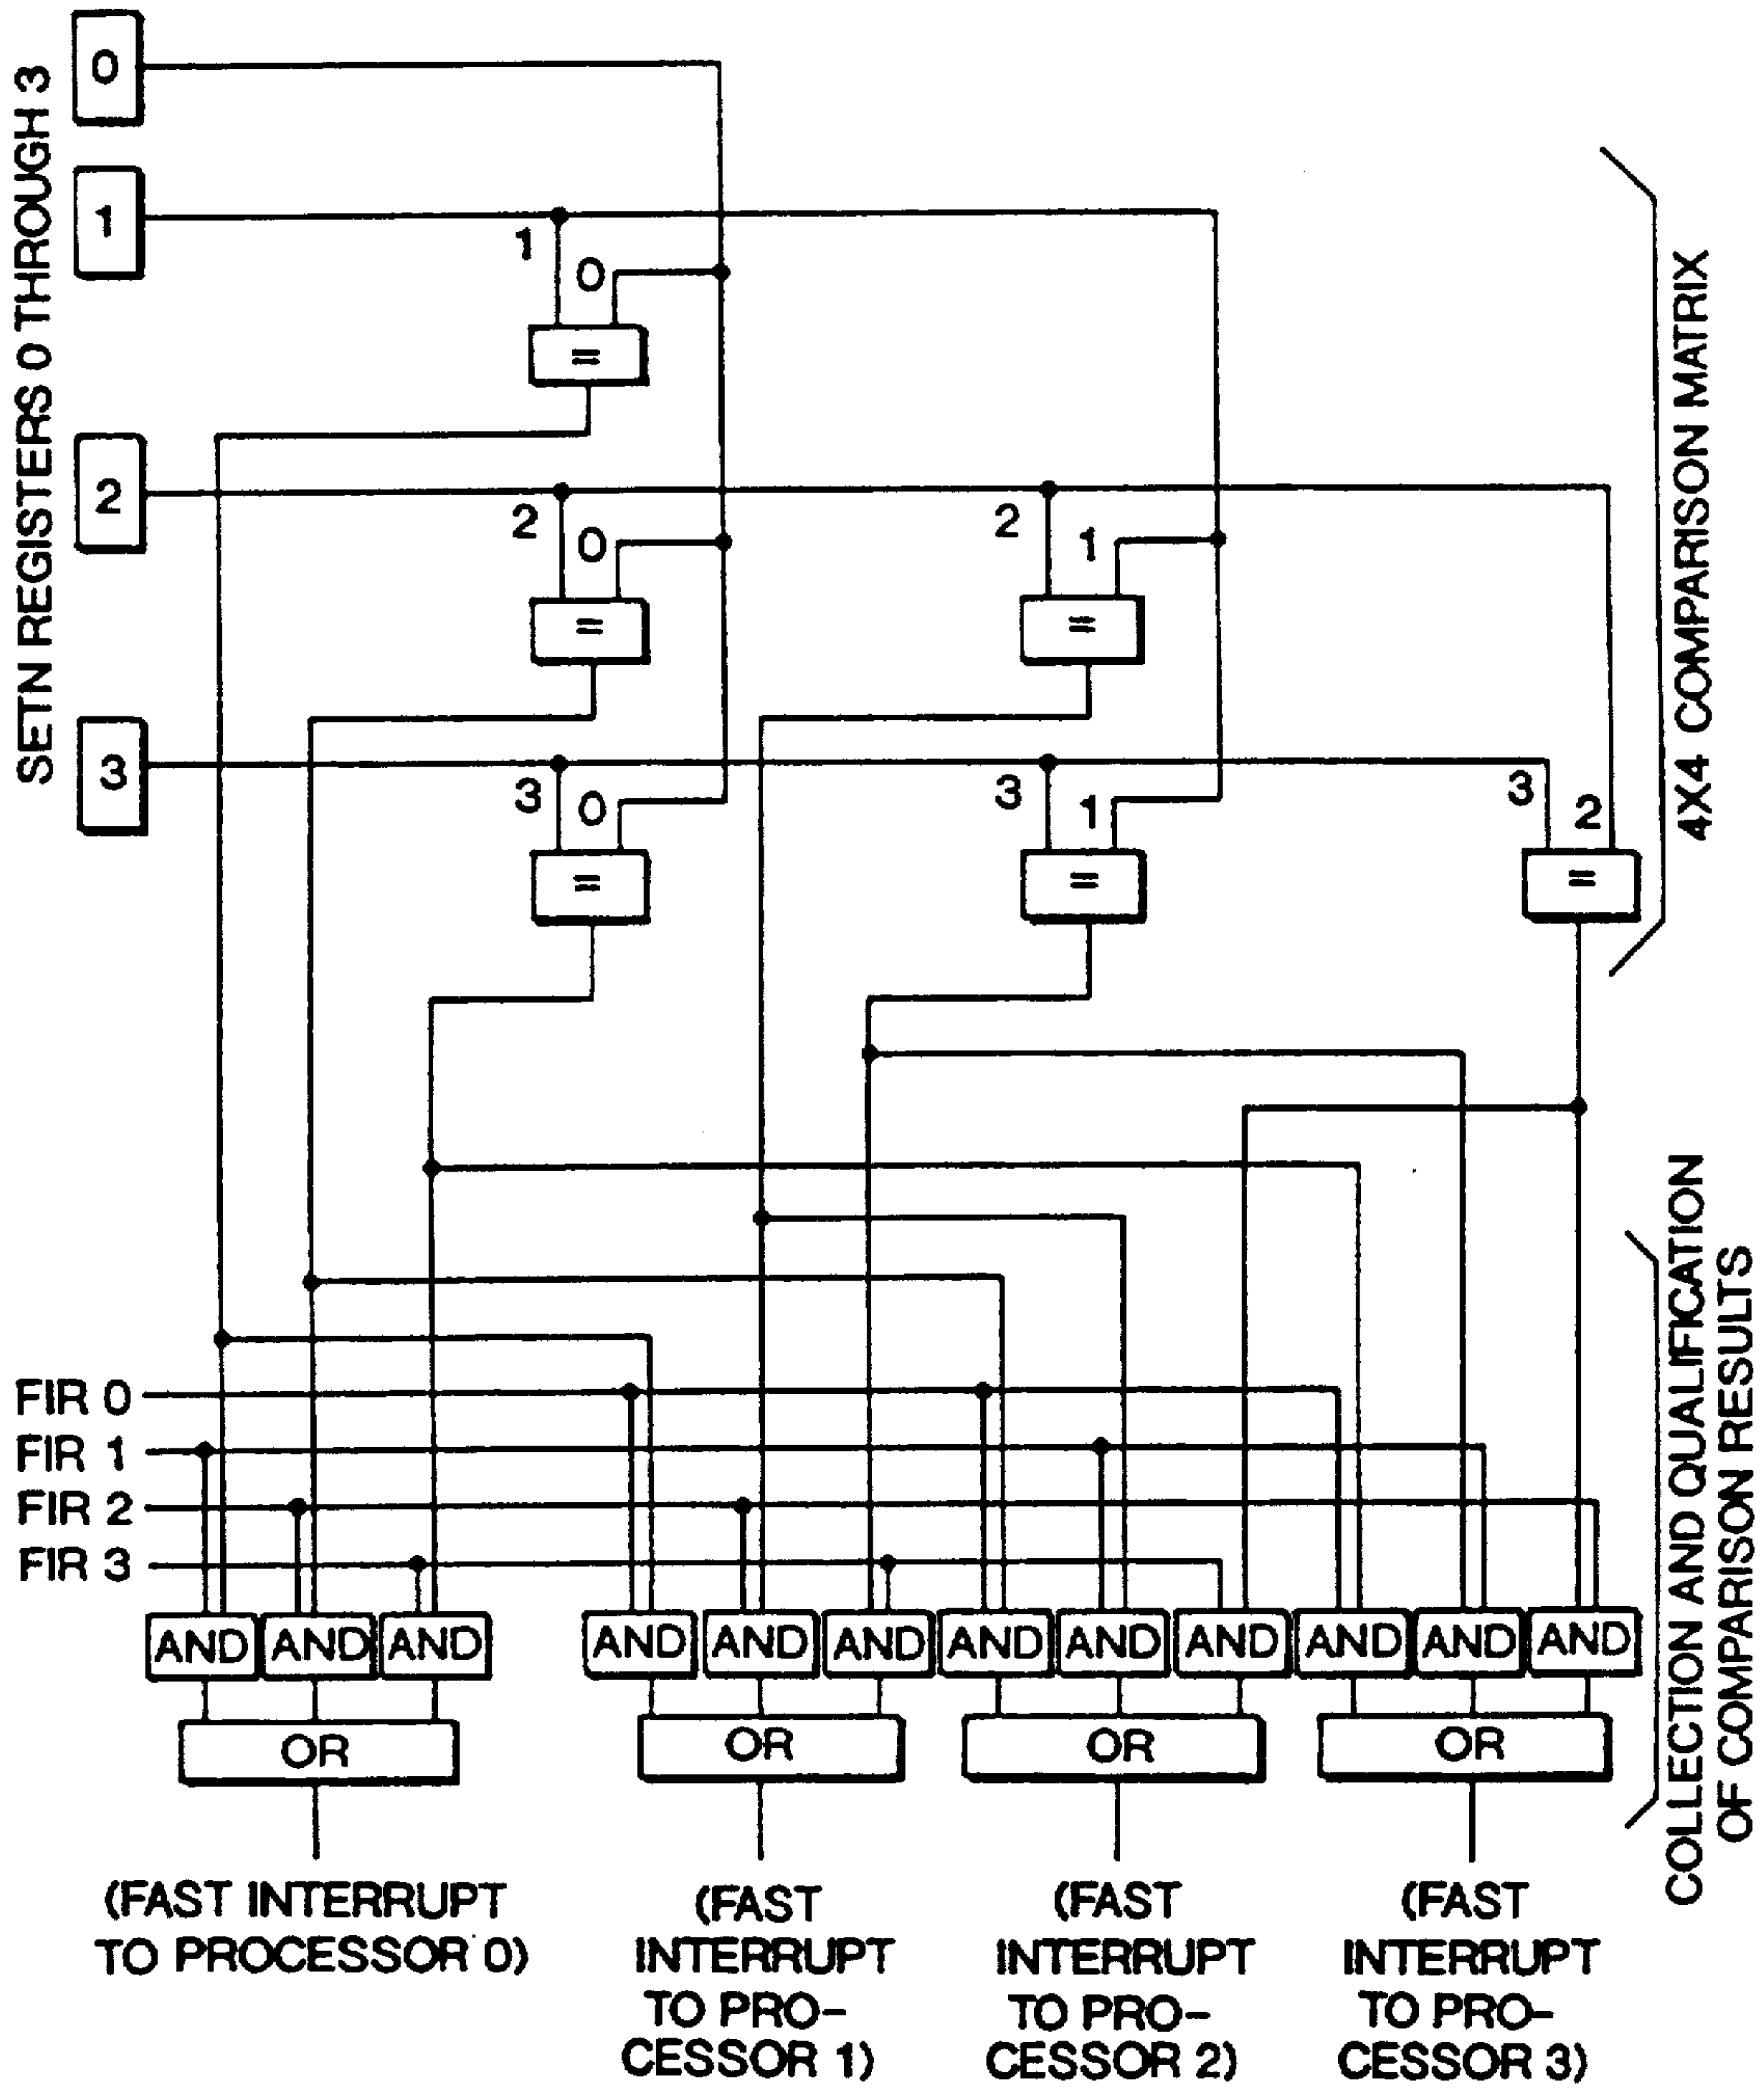 SETN REGISTERS 0 THROUGH 3
0
1
1
0
=
2
2
0
=
2
1
=
3
3
0
=
3
1
=
3
2
=
4X4 COMPARISON MATRIX
FIR 0
FIR 1
FIR 2
FIR 3
AND AND AND AND AND AND AND AND AND AND AND AND
OR OR OR OR
COLLECTION AND QUALIFICATION
OF COMPARISON RESULTS
(FAST INTERRUPT
TO PROCESSOR 0)
(FAST
INTERRUPT
TO PRO-
CESSOR 1)
(FAST
INTERRUPT
TO PRO-
CESSOR 2)
(FAST
INTERRUPT
TO PRO-
CESSOR 3)